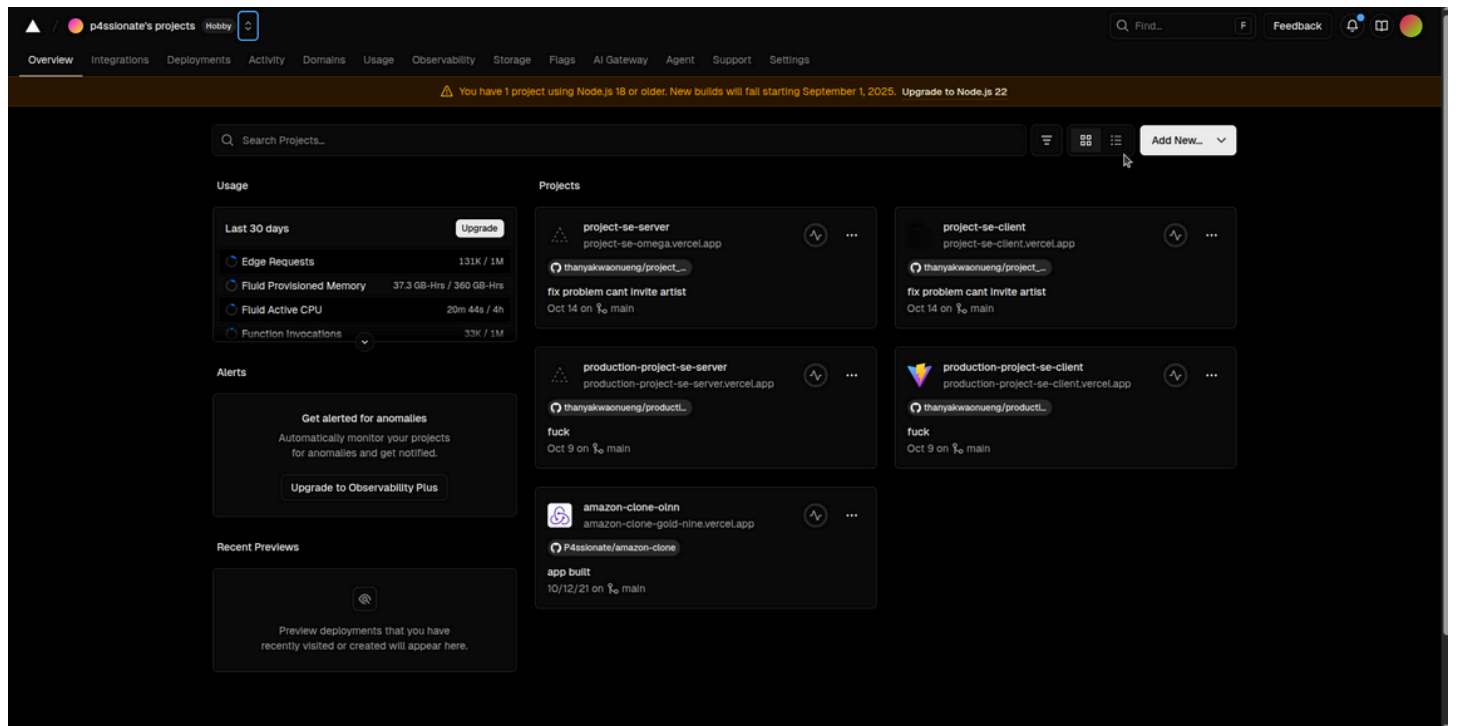 p4ssionate's projects Hobby
Find... F Feedback
Overview Integrations Deployments Activity Domains Usage Observability Storage Flags AI Gateway Agent Support Settings
You have 1 project using Node.js 18 or older. New builds will fail starting September 1, 2025. Upgrade to Node.js 22
Search Projects...
Add New...
Usage
Last 30 days Upgrade
Edge Requests 131K / 1M
Fluid Provisioned Memory 37.3 GB-Hrs / 360 GB-Hrs
Fluid Active CPU 20m 44s / 4h
Function Invocations 33K / 1M
Alerts
Get alerted for anomalies
Automatically monitor your projects
for anomalies and get notified.
Upgrade to Observability Plus
Recent Previews
Preview deployments that you have
recently visited or created will appear here.
Projects
project-se-server
project-se-omega.vercel.app
thanyakwaonueng/project_...
fix problem cant invite artist
Oct 14 on main
project-se-client
project-se-client.vercel.app
thanyakwaonueng/project_...
fix problem cant invite artist
Oct 14 on main
production-project-se-server
production-project-se-server.vercel.app
thanyakwaonueng/producti...
fuck
Oct 9 on main
production-project-se-client
production-project-se-client.vercel.app
thanyakwaonueng/producti...
fuck
Oct 9 on main
amazon-clone-olnn
amazon-clone-gold-nine.vercel.app
P4ssionate/amazon-clone
app built
10/12/21 on main